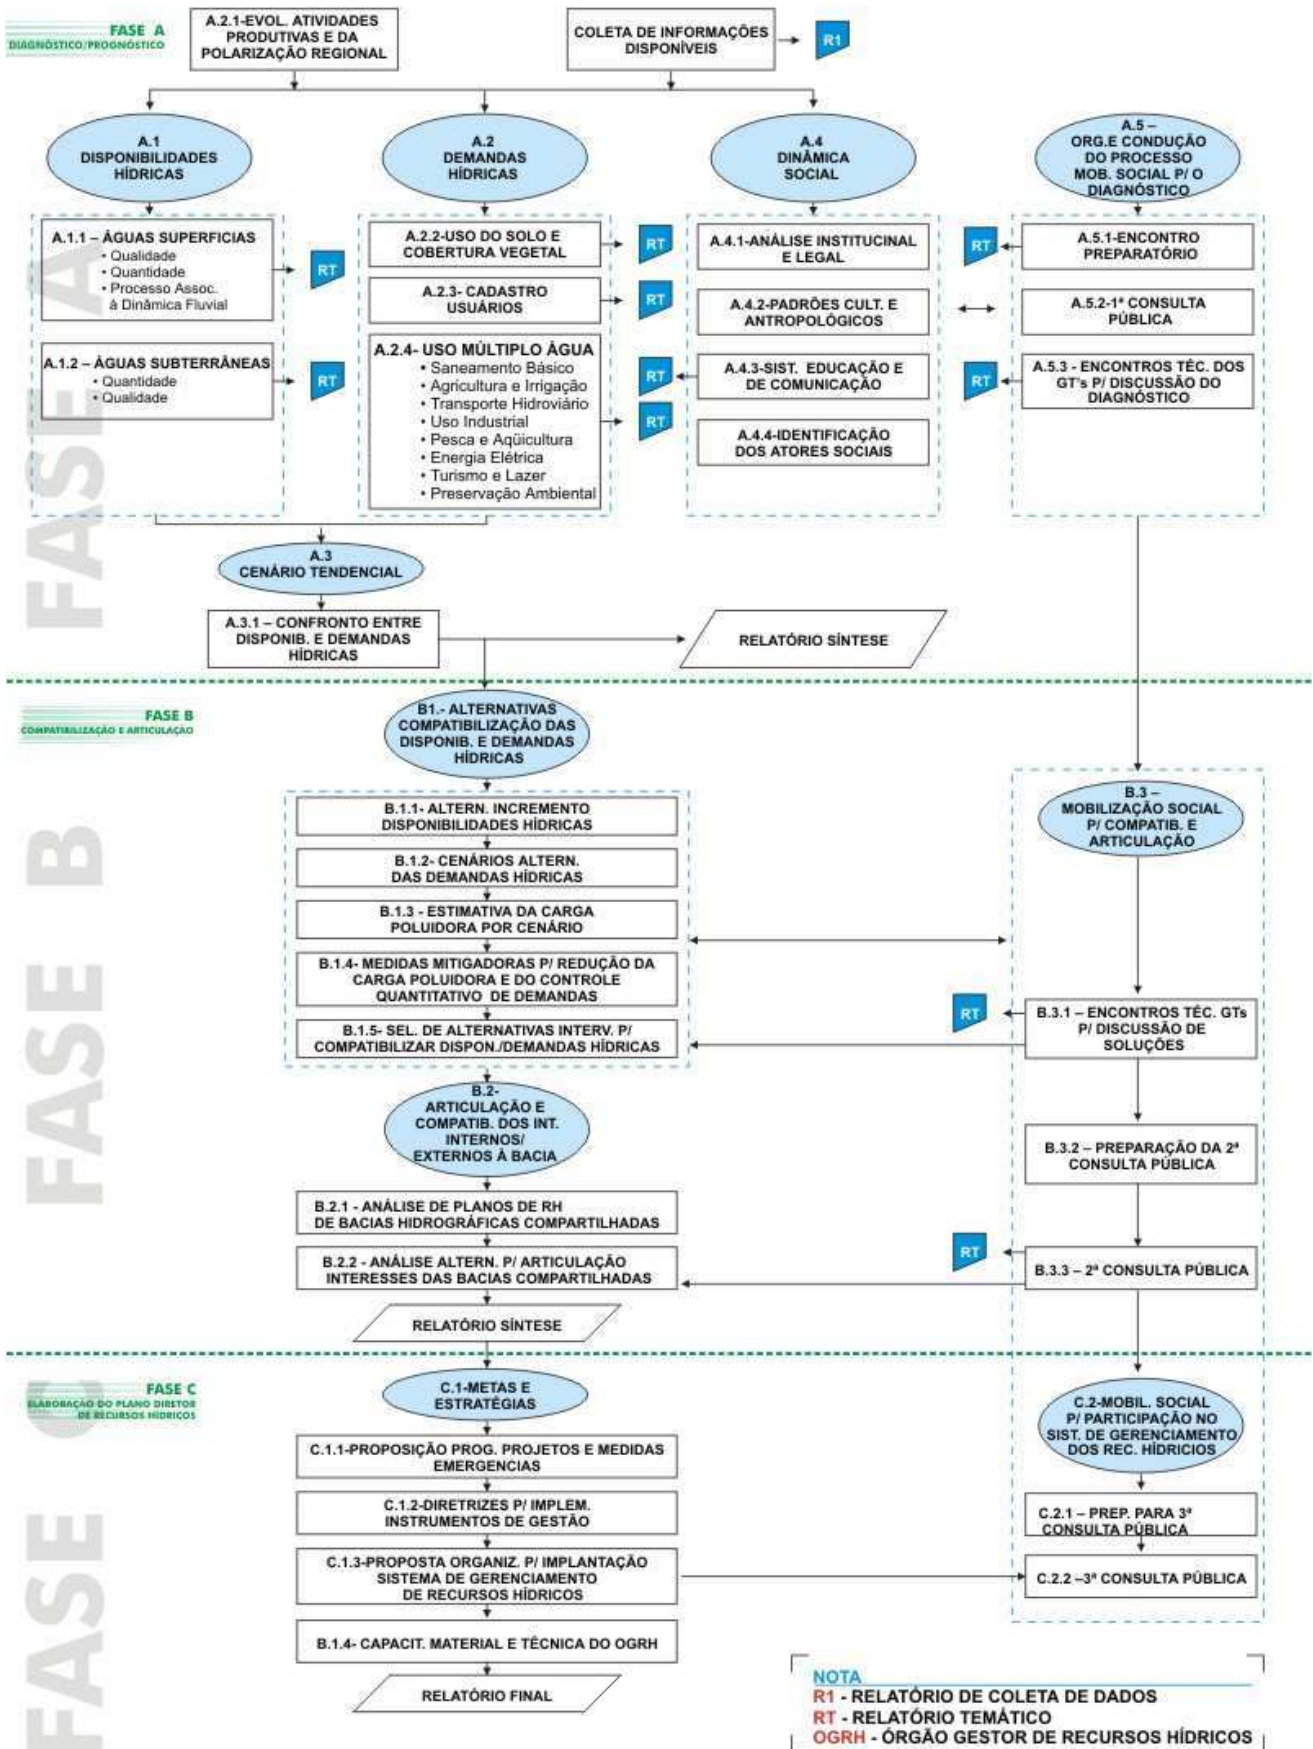 FASE A
DIAGNÓSTICO/PROGNÓSTICO
A.2.1-EVOL. ATIVIDADES
PRODUTIVAS E DA
POLARIZAÇÃO REGIONAL
COLETA DE INFORMAÇÕES
DISPONÍVEIS
R1
A.1
DISPONIBILIDADES
HÍDRICAS
A.2
DEMANDAS
HÍDRICAS
A.4
DINÂMICA
SOCIAL
A.5 –
ORG.E CONDUÇÃO
DO PROCESSO
MOB. SOCIAL P/ O
DIAGNÓSTICO
A.1.1 – ÁGUAS SUPERFICIAS
• Qualidade
• Quantidade
• Processo Assoc.
à Dinâmica Fluvial
RT
A.1.2 – ÁGUAS SUBTERRÂNEAS
• Quantidade
• Qualidade
RT
A.2.2-USO DO SOLO E
COBERTURA VEGETAL
RT
A.2.3- CADASTRO
USUÁRIOS
RT
A.2.4- USO MÚLTIPLO ÁGUA
• Saneamento Básico
• Agricultura e Irrigação
• Transporte Hidroviário
• Uso Industrial
• Pesca e Aqüicultura
• Energia Elétrica
• Turismo e Lazer
• Preservação Ambiental
RT
RT
A.4.1-ANÁLISE INSTITUCINAL
E LEGAL
A.4.2-PADRÕES CULT. E
ANTROPOLÓGICOS
A.4.3-SIST. EDUCAÇÃO E
DE COMUNICAÇÃO
A.4.4-IDENTIFICAÇÃO
DOS ATORES SOCIAIS
RT
A.5.1-ENCONTRO
PREPARATÓRIO
A.5.2-1ª CONSULTA
PÚBLICA
RT
A.5.3 - ENCONTROS TÉC. DOS
GT's P/ DISCUSSÃO DO
DIAGNÓSTICO
FASE A
A.3
CENÁRIO TENDENCIAL
A.3.1 – CONFRONTO ENTRE
DISPONIB. E DEMANDAS
HÍDRICAS
RELATÓRIO SÍNTESE
FASE B
COMPATIBILIZAÇÃO E ARTICULAÇÃO
B1.- ALTERNATIVAS
COMPATIBILIZAÇÃO DAS
DISPONIB. E DEMANDAS
HÍDRICAS
B.1.1- ALTERN. INCREMENTO
DISPONIBILIDADES HÍDRICAS
B.1.2- CENÁRIOS ALTERN.
DAS DEMANDAS HÍDRICAS
B.1.3 - ESTIMATIVA DA CARGA
POLUIDORA POR CENÁRIO
B.1.4- MEDIDAS MITIGADORAS P/ REDUÇÃO DA
CARGA POLUIDORA E DO CONTROLE
QUANTITATIVO DE DEMANDAS
B.1.5- SEL. DE ALTERNATIVAS INTERV. P/
COMPATIBILIZAR DISPON./DEMANDAS HÍDRICAS
B.3 –
MOBILIZAÇÃO SOCIAL
P/ COMPATIB. E
ARTICULAÇÃO
RT
B.3.1 – ENCONTROS TÉC. GTs
P/ DISCUSSÃO DE
SOLUÇÕES
B.2-
ARTICULAÇÃO E
COMPATIB. DOS INT.
INTERNOS/
EXTERNOS À BACIA
B.3.2 – PREPARAÇÃO DA 2ª
CONSULTA PÚBLICA
B.2.1 - ANÁLISE DE PLANOS DE RH
DE BACIAS HIDROGRÁFICAS COMPARTILHADAS
B.2.2 - ANÁLISE ALTERN. P/ ARTICULAÇÃO
INTERESSES DAS BACIAS COMPARTILHADAS
RT
B.3.3 – 2ª CONSULTA PÚBLICA
RELATÓRIO SÍNTESE
FASE B
FASE C
ELABORAÇÃO DO PLANO DIRETOR
DE RECURSOS HÍDRICOS
C.1-METAS E
ESTRATÉGIAS
C.1.1-PROPOSIÇÃO PROG. PROJETOS E MEDIDAS
EMERGENCIAS
C.1.2-DIRETRIZES P/ IMPLEM.
INSTRUMENTOS DE GESTÃO
C.1.3-PROPOSTA ORGANIZ. P/ IMPLANTAÇÃO
SISTEMA DE GERENCIAMENTO
DE RECURSOS HÍDRICOS
B.1.4- CAPACIT. MATERIAL E TÉCNICA DO OGRH
RELATÓRIO FINAL
C.2-MOBIL. SOCIAL
P/ PARTICIPAÇÃO NO
SIST. DE GERENCIAMENTO
DOS REC. HÍDRICIOS
C.2.1 – PREP. PARA 3ª
CONSULTA PÚBLICA
C.2.2 –3ª CONSULTA PÚBLICA
FASE C
NOTA
R1 - RELATÓRIO DE COLETA DE DADOS
RT - RELATÓRIO TEMÁTICO
OGRH - ÓRGÃO GESTOR DE RECURSOS HÍDRICOS